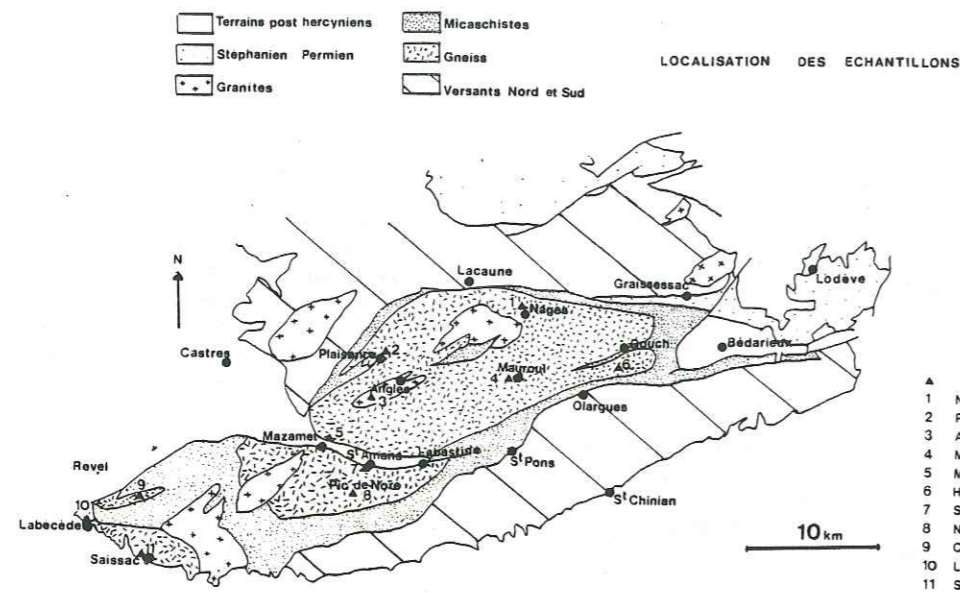 Terrains post hercyniens
Stéphanien Permien
Granites
Micaschistes
Gneiss
Versants Nord et Sud
LOCALISATION DES ECHANTILLONS
N
Lacaune
Graissessac
Lodève
1 Nages
Castres
Plaisance 2
Rouch
Bédarieux
Angles
3
Mauroul
4
6
Olargues
Mazamet 5
St Amans
7
Labastide
St Pons
Revel
Pic de Nore
8
St Chinian
9
10
Labecède
Saissac 11
10 km
1 N
2 P
3 A
4 M
5 M
6 H
7 S
8 N
9
10 L
11 S